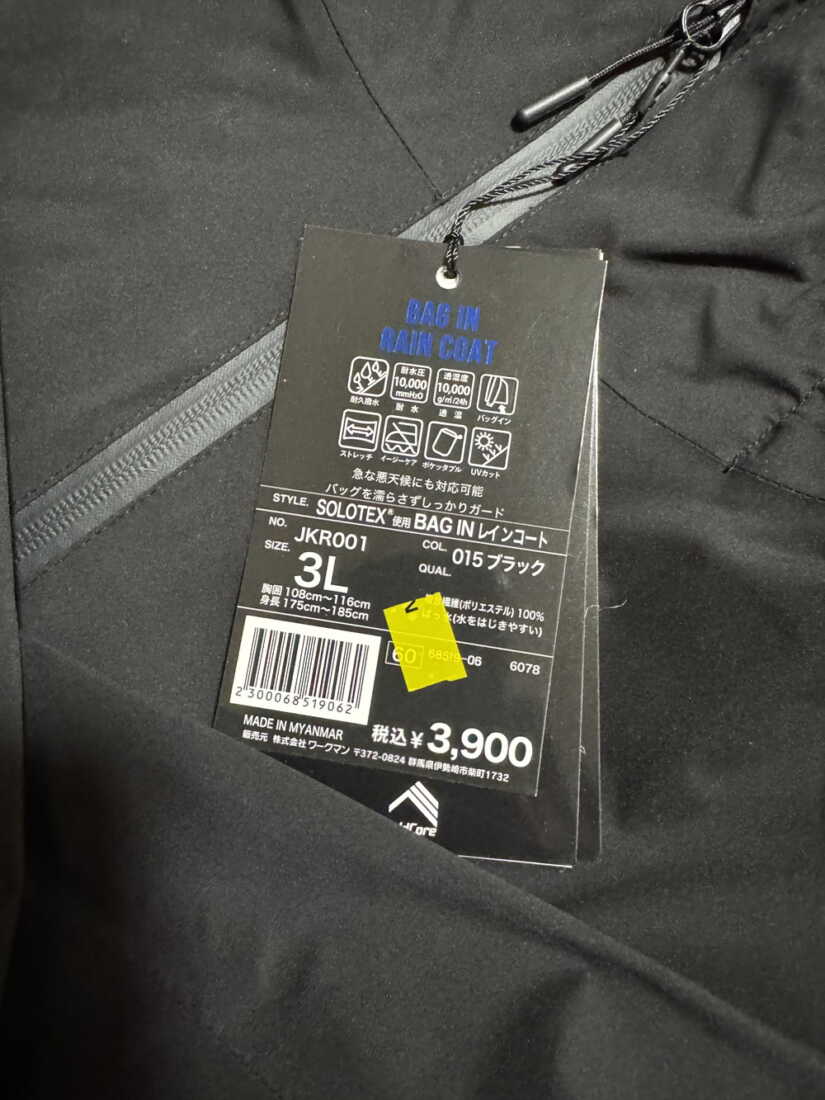 BAG IN
RAIN COAT
耐水圧 10,000 mmH2O
透湿度 10,000 g/㎡/24h
耐久撥水 耐水 透湿 バッグイン
ストレッチ イージーケア ポケッタブル UVカット
急な悪天候にも対応可能
バッグを濡らさずしっかりガード
STYLE. SOLOTEX® 使用 BAG IN レインコート
NO. JKR001 COL. 015 ブラック
SIZE. 3L QUAL.
胸囲 108cm〜116cm 繊維(ポリエステル) 100%
身長 175cm〜185cm はっ水(水をはじきやすい)
60 68519-06 6078
2 300068 519062
MADE IN MYANMAR 税込 ¥3,900
販売元 株式会社 ワークマン 〒372-0824 群馬県伊勢崎市柴町1732